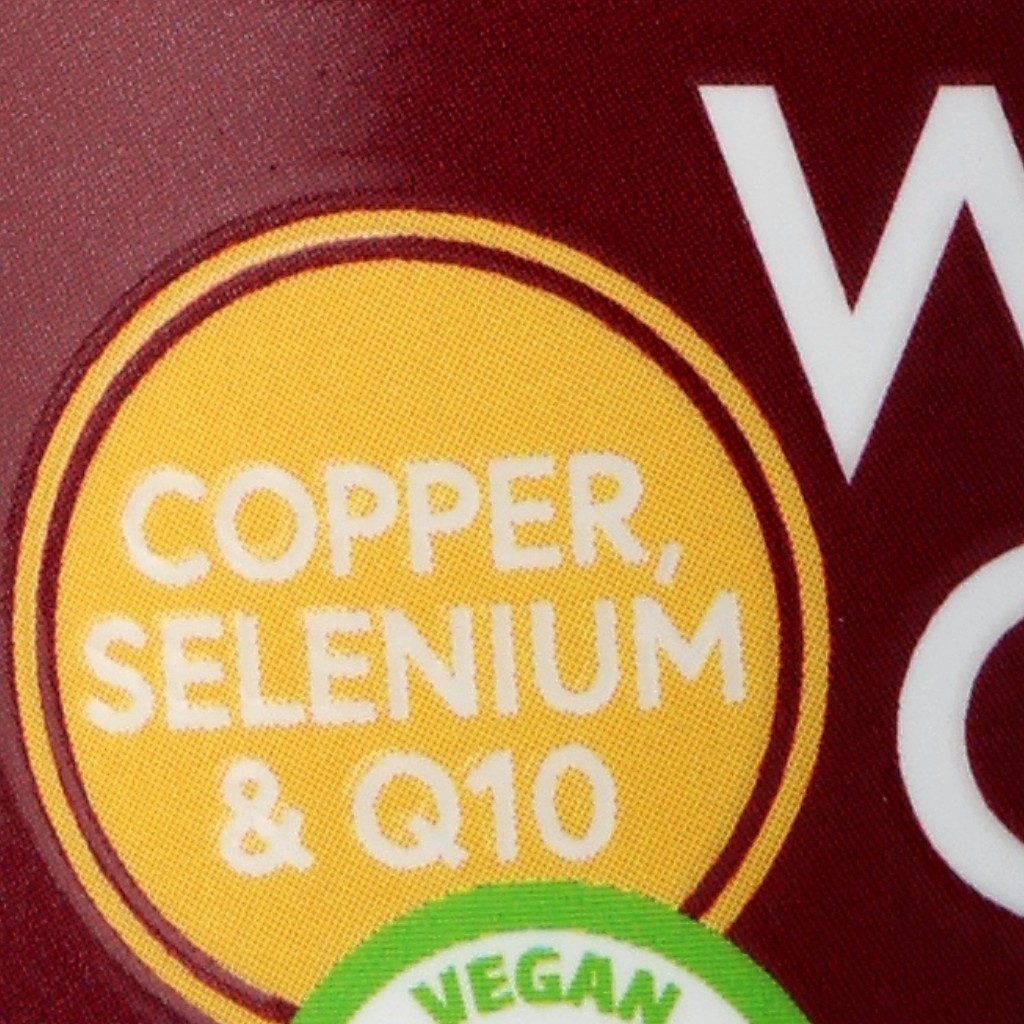 COPPER,
SELENIUM
& Q10
VEGAN